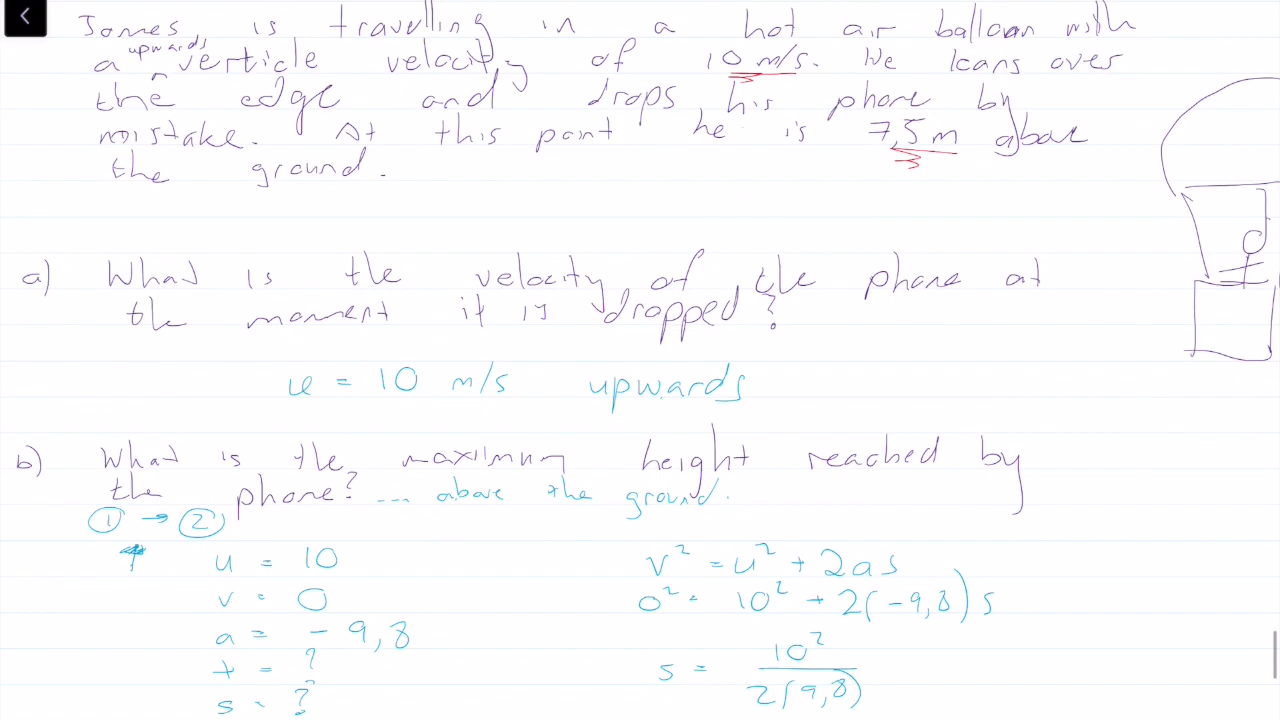 James is travelling in a hot air balloon with
a upwards verticle velocity of 10 m/s. He leans over
the edge and drops his phone by
mistake. At this point he is 7,5 m above
the ground.
a) What is the velocity of the phone at
the moment it is dropped?
u = 10 m/s upwards
b) What is the maximum height reached by
the phone? ... above the ground.
① → ②
↑ u = 10
v² = u² + 2as
v = 0
0² = 10² + 2(-9,8)s
a = -9,8
t = ?
s = 10² / 2(9,8)
s = ?